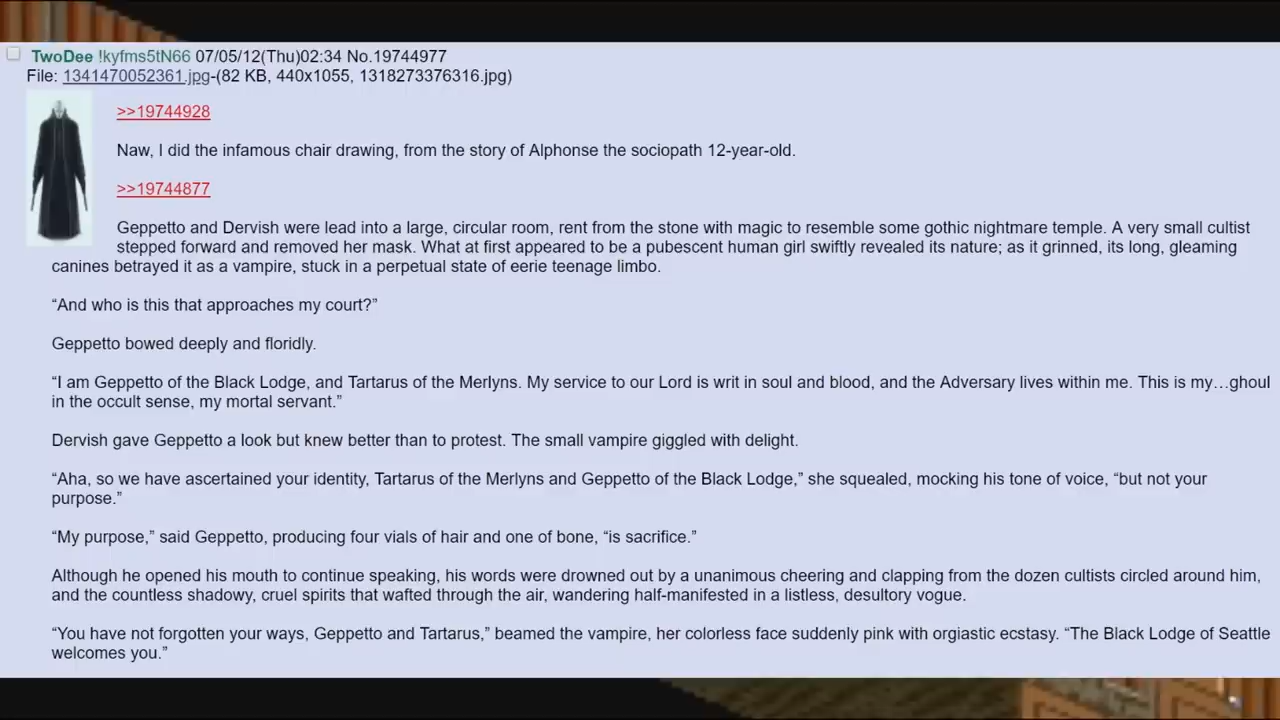 TwoDee !kyfms5tN66 07/05/12(Thu)02:34 No.19744977
File: 1341470052361.jpg-(82 KB, 440x1055, 1318273376316.jpg)
>>19744928
Naw, I did the infamous chair drawing, from the story of Alphonse the sociopath 12-year-old.
>>19744877
Geppetto and Dervish were lead into a large, circular room, rent from the stone with magic to resemble some gothic nightmare temple. A very small cultist
stepped forward and removed her mask. What at first appeared to be a pubescent human girl swiftly revealed its nature; as it grinned, its long, gleaming
canines betrayed it as a vampire, stuck in a perpetual state of eerie teenage limbo.
“And who is this that approaches my court?”
Geppetto bowed deeply and floridly.
“I am Geppetto of the Black Lodge, and Tartarus of the Merlyns. My service to our Lord is writ in soul and blood, and the Adversary lives within me. This is my…ghoul
in the occult sense, my mortal servant.”
Dervish gave Geppetto a look but knew better than to protest. The small vampire giggled with delight.
“Aha, so we have ascertained your identity, Tartarus of the Merlyns and Geppetto of the Black Lodge,” she squealed, mocking his tone of voice, “but not your
purpose.”
“My purpose,” said Geppetto, producing four vials of hair and one of bone, “is sacrifice.”
Although he opened his mouth to continue speaking, his words were drowned out by a unanimous cheering and clapping from the dozen cultists circled around him,
and the countless shadowy, cruel spirits that wafted through the air, wandering half-manifested in a listless, desultory vogue.
“You have not forgotten your ways, Geppetto and Tartarus,” beamed the vampire, her colorless face suddenly pink with orgiastic ecstasy. “The Black Lodge of Seattle
welcomes you.”